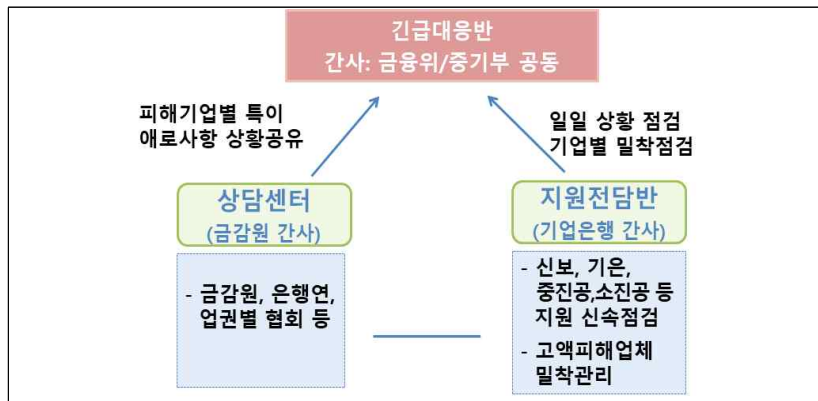 긴급대응반
간사: 금융위/중기부 공동
피해기업별 특이
애로사항 상황공유
일일 상황 점검
기업별 밀착점검
상담센터
(금감원 간사)
지원전담반
(기업은행 간사)
- 금감원, 은행연,
업권별 협회 등
- 신보, 기은,
중진공,소진공 등
지원 신속점검
- 고액피해업체
밀착관리